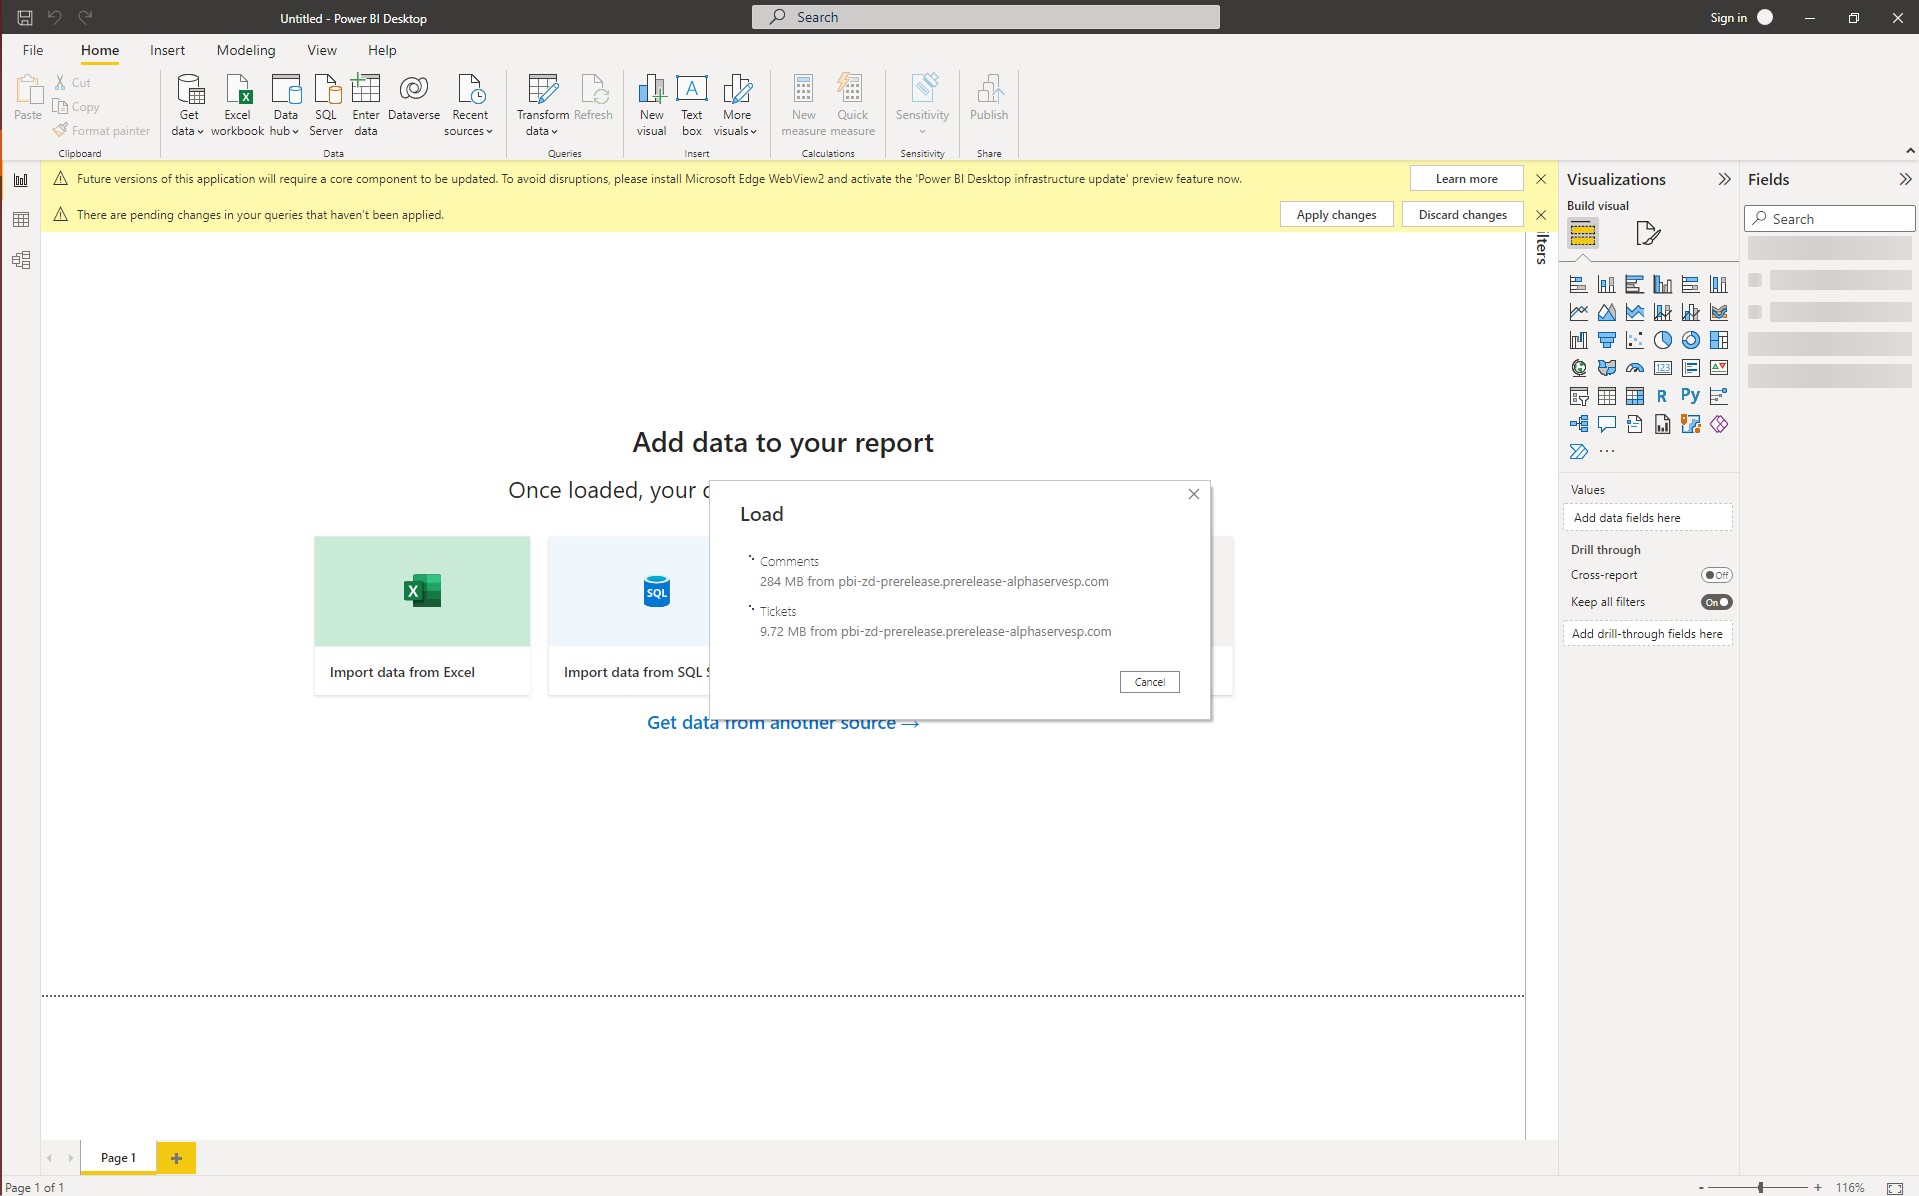 Untitled - Power BI Desktop
Search
Sign in
File
Home
Insert
Modeling
View
Help
Paste
Cut
Copy
Format painter
Clipboard
Get data
Excel workbook
Data hub
SQL Server
Enter data
Dataverse
Recent sources
Data
Transform data
Refresh
Queries
New visual
Text box
More visuals
Insert
New measure
Quick measure
Calculations
Sensitivity
Sensitivity
Publish
Share
Future versions of this application will require a core component to be updated. To avoid disruptions, please install Microsoft Edge WebView2 and activate the 'Power BI Desktop infrastructure update' preview feature now.
Learn more
There are pending changes in your queries that haven't been applied.
Apply changes
Discard changes
Add data to your report
Once loaded, your
Import data from Excel
SQL
Import data from SQL
Get data from another source →
Load
Comments
284 MB from pbi-zd-prerelease.prerelease-alphaservesp.com
Tickets
9.72 MB from pbi-zd-prerelease.prerelease-alphaservesp.com
Cancel
Visualizations
Build visual
123
R
Py
Values
Add data fields here
Drill through
Cross-report
Off
Keep all filters
On
Add drill-through fields here
Fields
Search
Page 1
Page 1 of 1
- + 116%